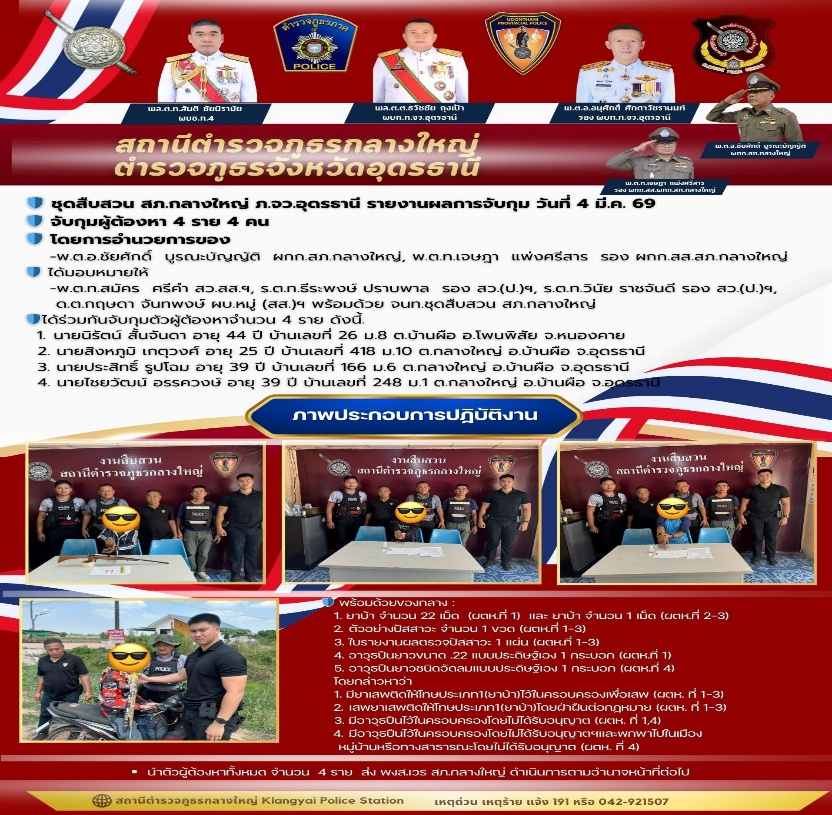 ตำรวจภูธรภาค
POLICE
UDONTHANI
PROVINCIAL POLICE
พล.ต.ท.สันติ ชัยนิรามัย
ผบช.ภ.4
พล.ต.ต.ธวัชชัย ถุงเป้า
ผบก.ภ.จว.อุดรธานี
พ.ต.อ.อนุศักดิ์ ศักดาวัชรานนท์
รอง ผบก.ภ.จว.อุดรธานี
พ.ต.อ.ชัยศักดิ์ บูรณะบัญญัติ
ผกก.สภ.กลางใหญ่
พ.ต.ท.เจษฎา แพ่งศรีสาร
รอง ผกก.สส.สภ.กลางใหญ่
สถานีตำรวจภูธรกลางใหญ่
ตำรวจภูธรจังหวัดอุดรธานี
ชุดสืบสวน สภ.กลางใหญ่ ภ.จว.อุดรธานี รายงานผลการจับกุม วันที่ 4 มี.ค. 69
จับกุมผู้ต้องหา 4 ราย 4 คน
โดยการอำนวยการของ
-พ.ต.อ.ชัยศักดิ์ บูรณะบัญญัติ ผกก.สภ.กลางใหญ่, พ.ต.ท.เจษฎา แพ่งศรีสาร รอง ผกก.สส.สภ.กลางใหญ่
ได้มอบหมายให้
-พ.ต.ท.สมัคร ศรีคำ สว.สส.ฯ, ร.ต.ท.ธีระพงษ์ ปราบพาล รอง สว.(ป.)ฯ, ร.ต.ท.วินัย ราชจันดี รอง สว.(ป.)ฯ,
ด.ต.กฤษดา จันทพงษ์ ผบ.หมู่ (สส.)ฯ พร้อมด้วย จนท.ชุดสืบสวน สภ.กลางใหญ่
ได้ร่วมกันจับกุมตัวผู้ต้องหาจำนวน 4 ราย ดังนี้.
1. นายนิรัตน์ สั้นจันดา อายุ 44 ปี บ้านเลขที่ 26 ม.8 ต.บ้านผือ อ.โพนพิสัย จ.หนองคาย
2. นายสิงหภูมิ เกตุวงศ์ อายุ 25 ปี บ้านเลขที่ 418 ม.10 ต.กลางใหญ่ อ.บ้านผือ จ.อุดรธานี
3. นายประสิทธิ์ รูปโฉม อายุ 39 ปี บ้านเลขที่ 166 ม.6 ต.กลางใหญ่ อ.บ้านผือ จ.อุดรธานี
4. นายไชยวัฒน์ อรรควงษ์ อายุ 39 ปี บ้านเลขที่ 248 ม.1 ต.กลางใหญ่ อ.บ้านผือ จ.อุดรธานี
ภาพประกอบการปฏิบัติงาน
งานสืบสวน
สถานีตำรวจภูธรกลางใหญ่
งานสืบสวน
สถานีตำรวจภูธรกลางใหญ่
งานสืบสวน
สถานีตำรวจภูธรกลางใหญ่
พร้อมด้วยของกลาง :
1. ยาบ้า จำนวน 22 เม็ด (ผตห.ที่ 1) และ ยาบ้า จำนวน 1 เม็ด (ผตห.ที่ 2-3)
2. ตัวอย่างปัสสาวะ จำนวน 1 ขวด (ผตห.ที่ 1-3)
3. ใบรายงานผลตรวจปัสสาวะ 1 แผ่น (ผตห.ที่ 1-3)
4. อาวุธปืนยาวขนาด .22 แบบประดิษฐ์เอง 1 กระบอก (ผตห.ที่ 1)
5. อาวุธปืนยาวชนิดอัดลมแบบประดิษฐ์เอง 1 กระบอก (ผตห.ที่ 4)
โดยกล่าวหาว่า
1. มียาเสพติดให้โทษประเภท1(ยาบ้า)ไว้ในครอบครองเพื่อเสพ (ผตห. ที่ 1-3)
2. เสพยาเสพติดให้โทษประเภท1(ยาบ้า)โดยฝ่าฝืนต่อกฎหมาย (ผตห. ที่ 1-3)
3. มีอาวุธปืนไว้ในครอบครองโดยไม่ได้รับอนุญาต (ผตห. ที่ 1,4)
4. มีอาวุธปืนไว้ในครอบครองโดยไม่ได้รับอนุญาตฯและพกพาไปในเมือง
หมู่บ้านหรือทางสาธารณะโดยไม่ได้รับอนุญาต (ผตห. ที่ 4)
• นำตัวผู้ต้องหาทั้งหมด จำนวน 4 ราย ส่ง พงส.เวร สภ.กลางใหญ่ ดำเนินการตามอำนาจหน้าที่ต่อไป
สถานีตำรวจภูธรกลางใหญ่ Klangyai Police Station
เหตุด่วน เหตุร้าย แจ้ง 191 หรือ 042-921507